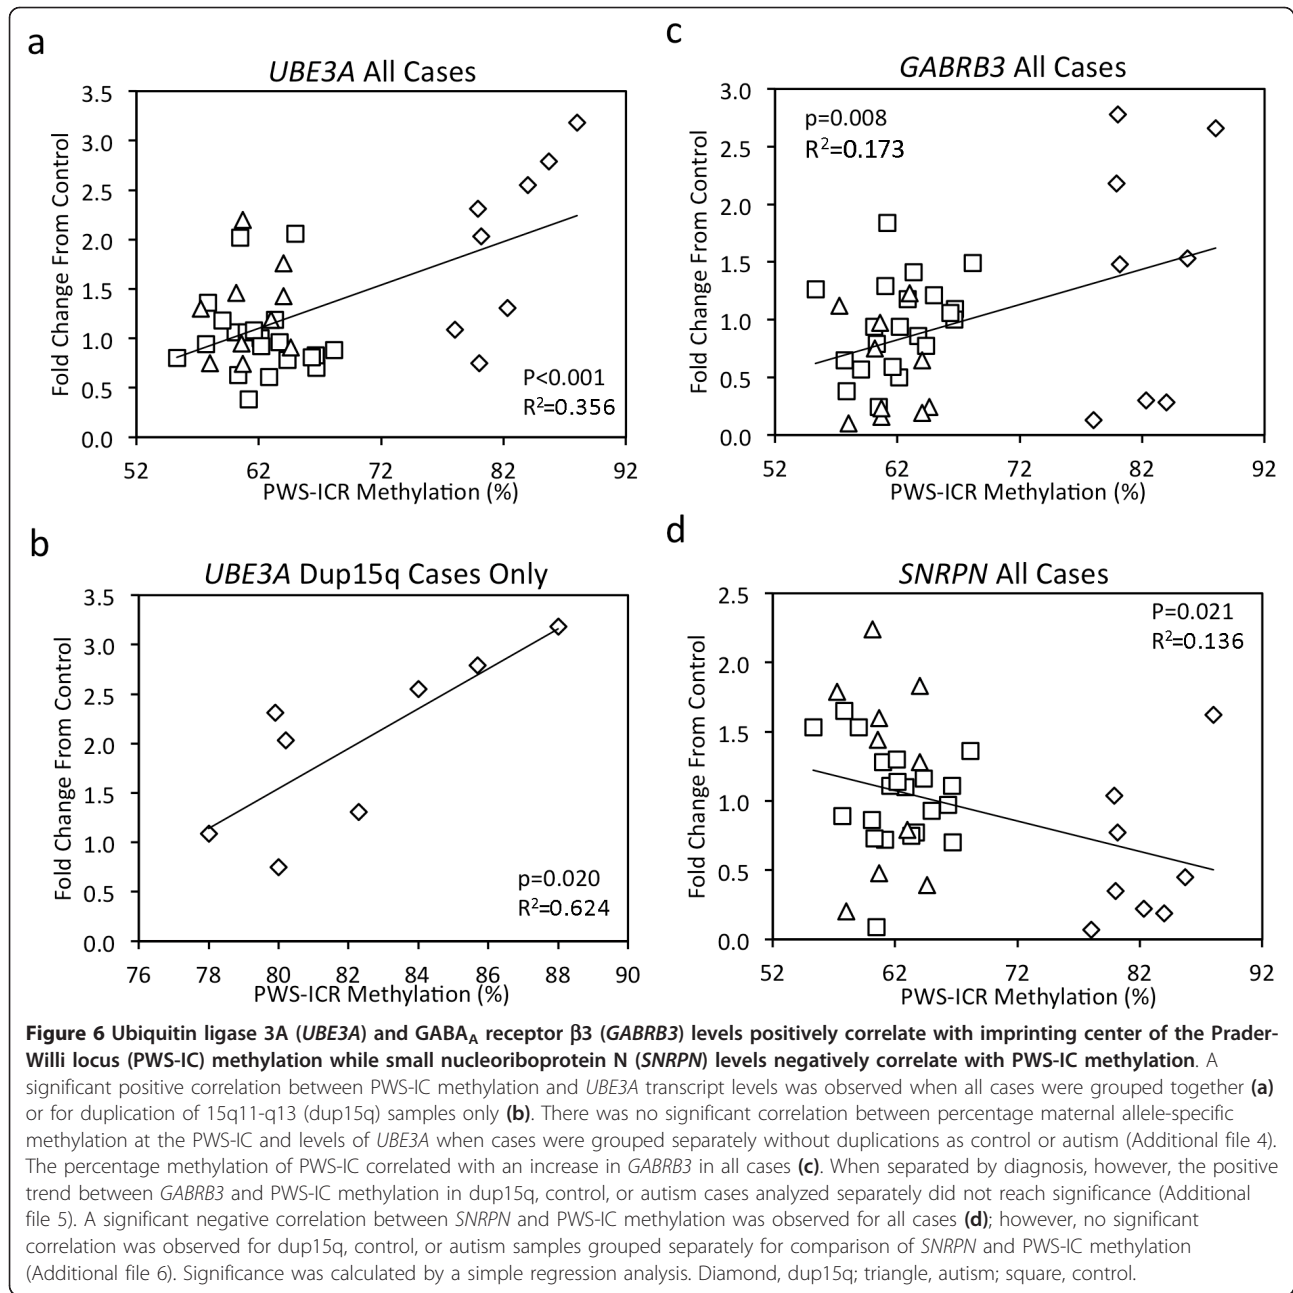 a
UBE3A All Cases
3.5
3.0
2.5
2.0
1.5
1.0
0.5
0.0
Fold Change From Control
P<0.001
R²=0.356
52 62 72 82 92
PWS-ICR Methylation (%)
b
UBE3A Dup15q Cases Only
3.5
3.0
2.5
2.0
1.5
1.0
0.5
0.0
Fold Change From Control
p=0.020
R²=0.624
76 78 80 82 84 86 88 90
PWS-ICR Methylation (%)
c
GABRB3 All Cases
3.0
2.5
2.0
1.5
1.0
0.5
0.0
Fold Change From Control
p=0.008
R²=0.173
52 62 72 82 92
PWS-ICR Methylation (%)
d
SNRPN All Cases
2.5
2.0
1.5
1.0
0.5
0.0
Fold Change From Control
P=0.021
R²=0.136
52 62 72 82 92
PWS-ICR Methylation (%)
Figure 6 Ubiquitin ligase 3A (UBE3A) and GABAA receptor β3 (GABRB3) levels positively correlate with imprinting center of the Prader-
Willi locus (PWS-IC) methylation while small nucleoriboprotein N (SNRPN) levels negatively correlate with PWS-IC methylation. A
significant positive correlation between PWS-IC methylation and UBE3A transcript levels was observed when all cases were grouped together (a)
or for duplication of 15q11-q13 (dup15q) samples only (b). There was no significant correlation between percentage maternal allele-specific
methylation at the PWS-IC and levels of UBE3A when cases were grouped separately without duplications as control or autism (Additional file 4).
The percentage methylation of PWS-IC correlated with an increase in GABRB3 in all cases (c). When separated by diagnosis, however, the positive
trend between GABRB3 and PWS-IC methylation in dup15q, control, or autism cases analyzed separately did not reach significance (Additional
file 5). A significant negative correlation between SNRPN and PWS-IC methylation was observed for all cases (d); however, no significant
correlation was observed for dup15q, control, or autism samples grouped separately for comparison of SNRPN and PWS-IC methylation
(Additional file 6). Significance was calculated by a simple regression analysis. Diamond, dup15q; triangle, autism; square, control.